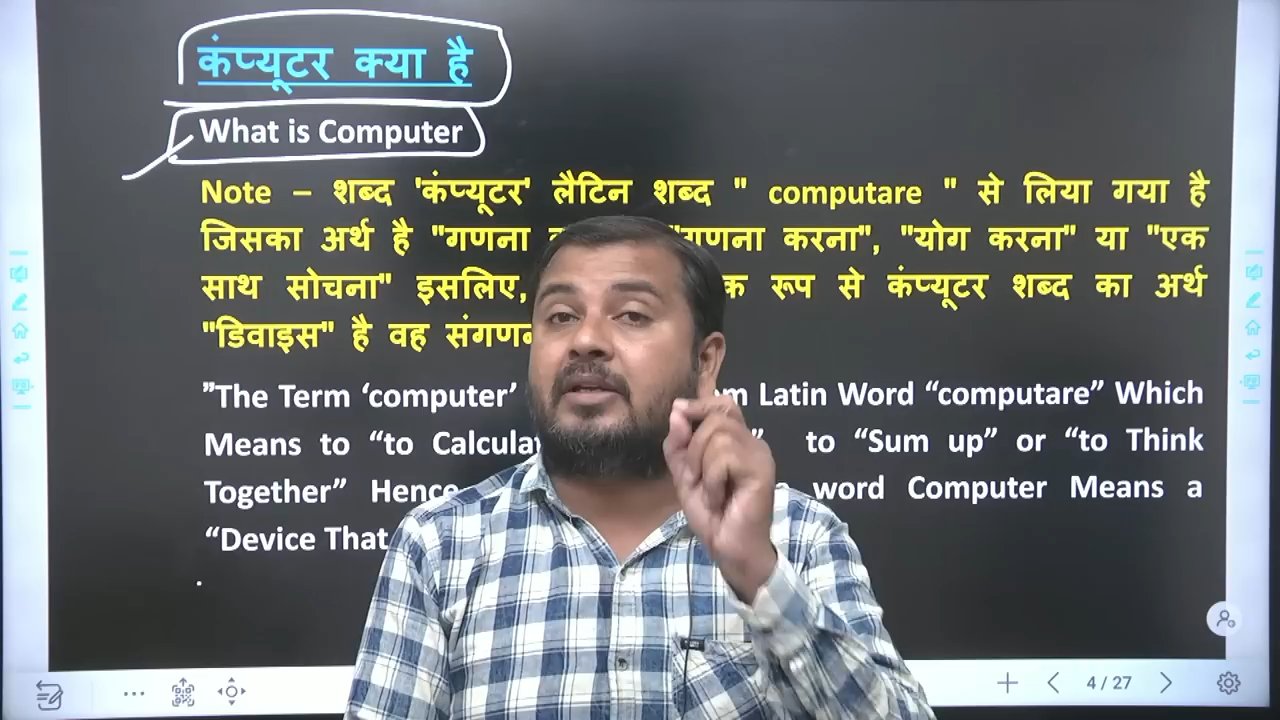 कंप्यूटर क्या है
What is Computer
Note – शब्द 'कंप्यूटर' लैटिन शब्द " computare " से लिया गया है
जिसका अर्थ है "गणना "गणना करना", "योग करना" या "एक
साथ सोचना" इसलिए, रूप से कंप्यूटर शब्द का अर्थ
"डिवाइस" है वह
"The Term ‘computer’ Latin Word “computare” Which
Means to “to to “Sum up” or “to Think
Together” Hence word Computer Means a
“Device That
4 / 27